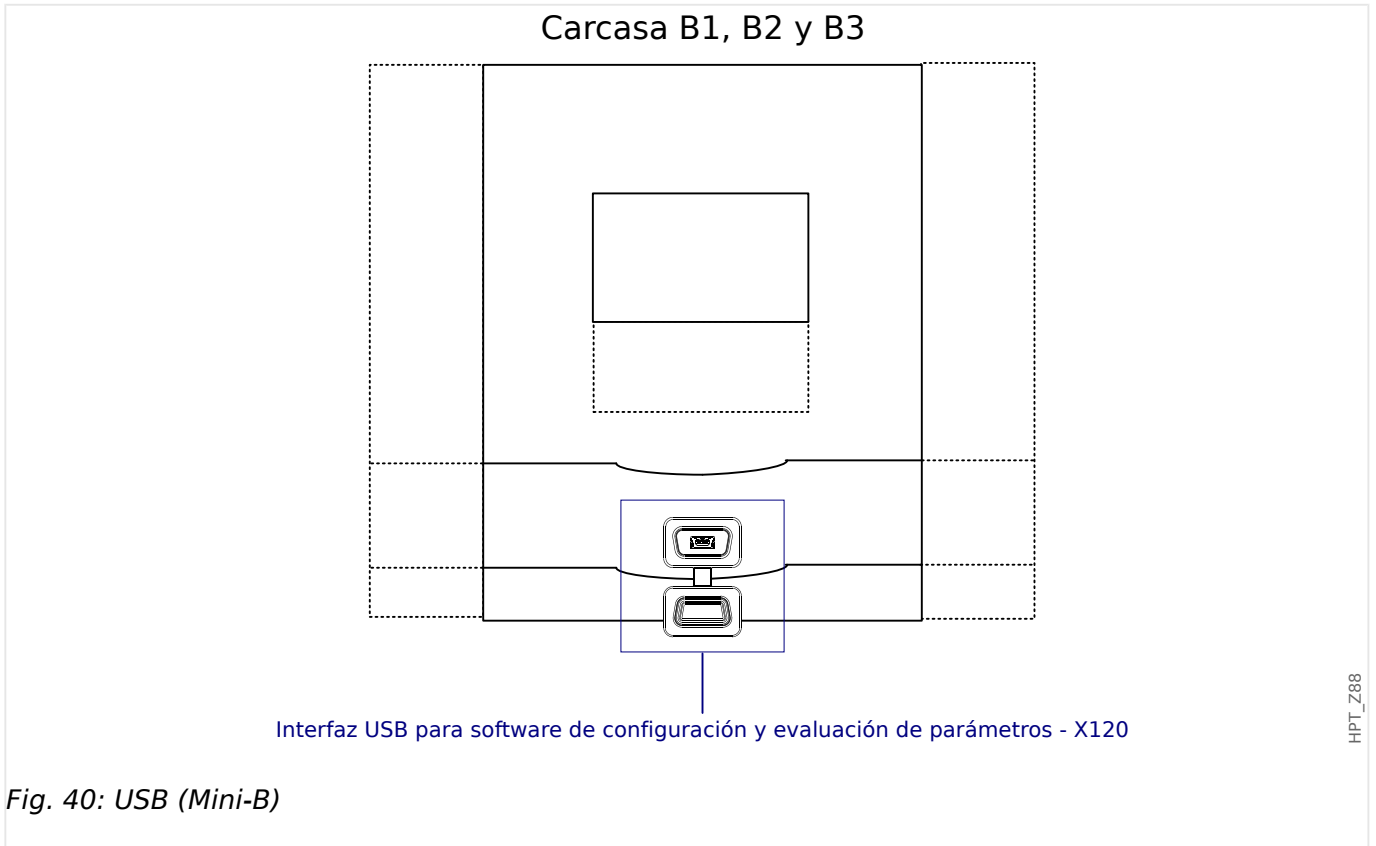 Carcasa B1, B2 y B3
Interfaz USB para software de configuración y evaluación de parámetros - X120
HPT_Z88
Fig. 40: USB (Mini-B)